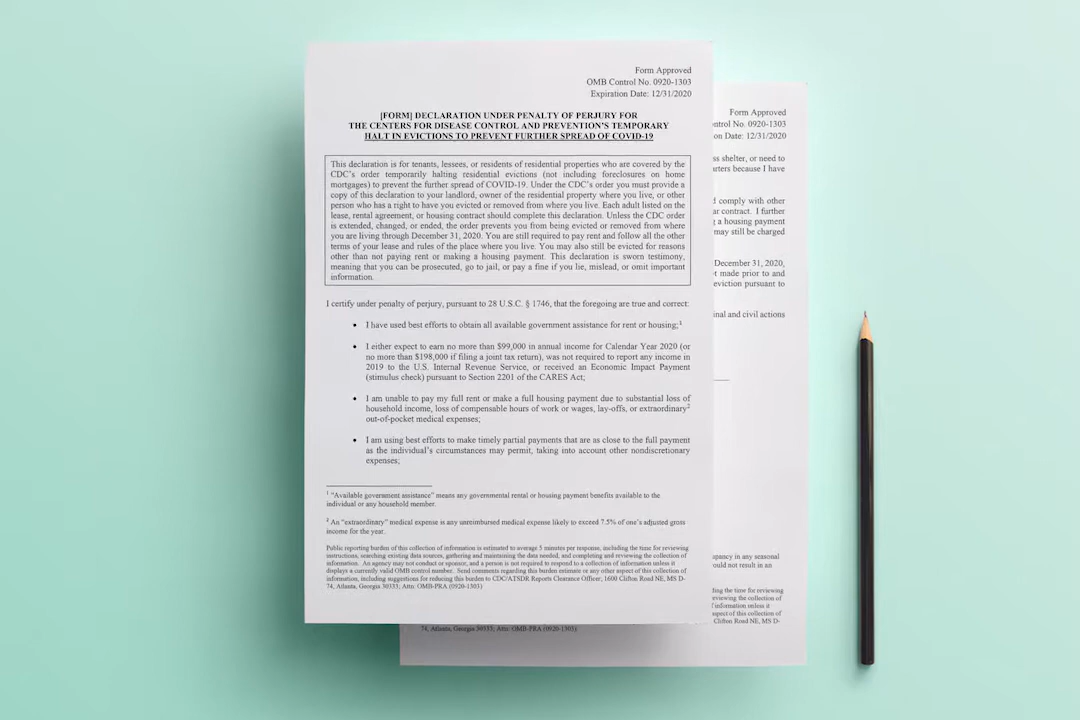 Form Approved
OMB Control No. 0920-1303
Expiration Date: 12/31/2020
[FORM] DECLARATION UNDER PENALTY OF PERJURY FOR
THE CENTERS FOR DISEASE CONTROL AND PREVENTION'S TEMPORARY
HALT IN EVICTIONS TO PREVENT FURTHER SPREAD OF COVID-19
This declaration is for tenants, lessees, or residents of residential properties who are covered by the
CDC's order temporarily halting residential evictions (not including foreclosures on home
mortgages) to prevent the further spread of COVID-19. Under the CDC's order you must provide a
copy of this declaration to your landlord, owner of the residential property where you live, or other
person who has a right to have you evicted or removed from where you live. Each adult listed on the
lease, rental agreement, or housing contract should complete this declaration. Unless the CDC order
is extended, changed, or ended, the order prevents you from being evicted or removed from where
you are living through December 31, 2020. You are still required to pay rent and follow all the other
terms of your lease and rules of the place where you live. You may also still be evicted for reasons
other than not paying rent or making a housing payment. This declaration is sworn testimony,
meaning that you can be prosecuted, go to jail, or pay a fine if you lie, mislead, or omit important
information.
I certify under penalty of perjury, pursuant to 28 U.S.C. § 1746, that the foregoing are true and correct:
• I have used best efforts to obtain all available government assistance for rent or housing;1
• I either expect to earn no more than $99,000 in annual income for Calendar Year 2020 (or
no more than $198,000 if filing a joint tax return), was not required to report any income in
2019 to the U.S. Internal Revenue Service, or received an Economic Impact Payment
(stimulus check) pursuant to Section 2201 of the CARES Act;
• I am unable to pay my full rent or make a full housing payment due to substantial loss of
household income, loss of compensable hours of work or wages, lay-offs, or extraordinary2
out-of-pocket medical expenses;
• I am using best efforts to make timely partial payments that are as close to the full payment
as the individual's circumstances may permit, taking into account other nondiscretionary
expenses;
1 "Available government assistance" means any governmental rental or housing payment benefits available to the
individual or any household member.
2 An "extraordinary" medical expense is any unreimbursed medical expense likely to exceed 7.5% of one's adjusted gross
income for the year.
Public reporting burden of this collection of information is estimated to average 5 minutes per response, including the time for reviewing
instructions, searching existing data sources, gathering and maintaining the data needed, and completing and reviewing the collection of
information. An agency may not conduct or sponsor, and a person is not required to respond to a collection of information unless it
displays a currently valid OMB control number. Send comments regarding this burden estimate or any other aspect of this collection of
information, including suggestions for reducing this burden to CDC/ATSDR Reports Clearance Officer; 1600 Clifton Road NE, MS D-
74, Atlanta, Georgia 30333; Attn: OMB-PRA (0920-1303)
Form Approved
ntrol No. 0920-1303
on Date: 12/31/2020
ss shelter, or need to
arters because I have
comply with other
ar contract. I further
g a housing payment
may still be charged
December 31, 2020,
t made prior to and
eviction pursuant to
inal and civil actions
pancy in any seasonal
ould not result in an
ding the time for reviewing
reviewing the collection of
information unless it
aspect of this collection of
Clifton Road NE, MS D-
74, Atlanta, Georgia 30333; Attn: OMB-PRA (0920-1303)